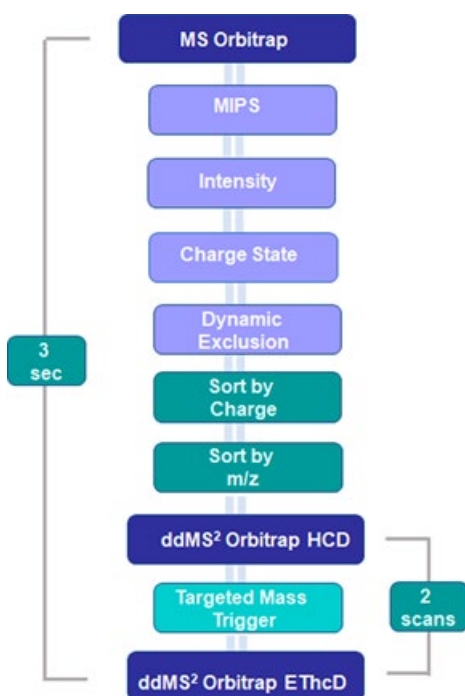 MS Orbitrap
MIPS
Intensity
Charge State
Dynamic
Exclusion
3
sec
Sort by
Charge
Sort by
m/z
ddMS² Orbitrap HCD
Targeted Mass
Trigger
2
scans
ddMS² Orbitrap EThcD